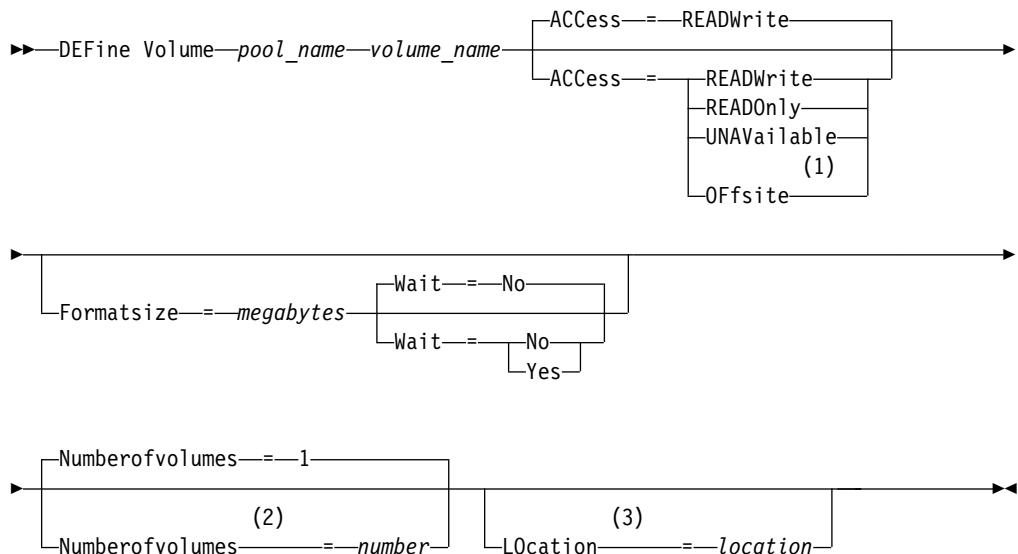 ACCess = READWrite
DEFine Volume pool_name volume_name
ACCess = READWrite
READOnly
UNAVailable
(1)
OFfsite
Wait = No
Formatsize = megabytes
Wait = No
Yes
Numberofvolumes = 1
(2) (3)
Numberofvolumes = number LOcation = location